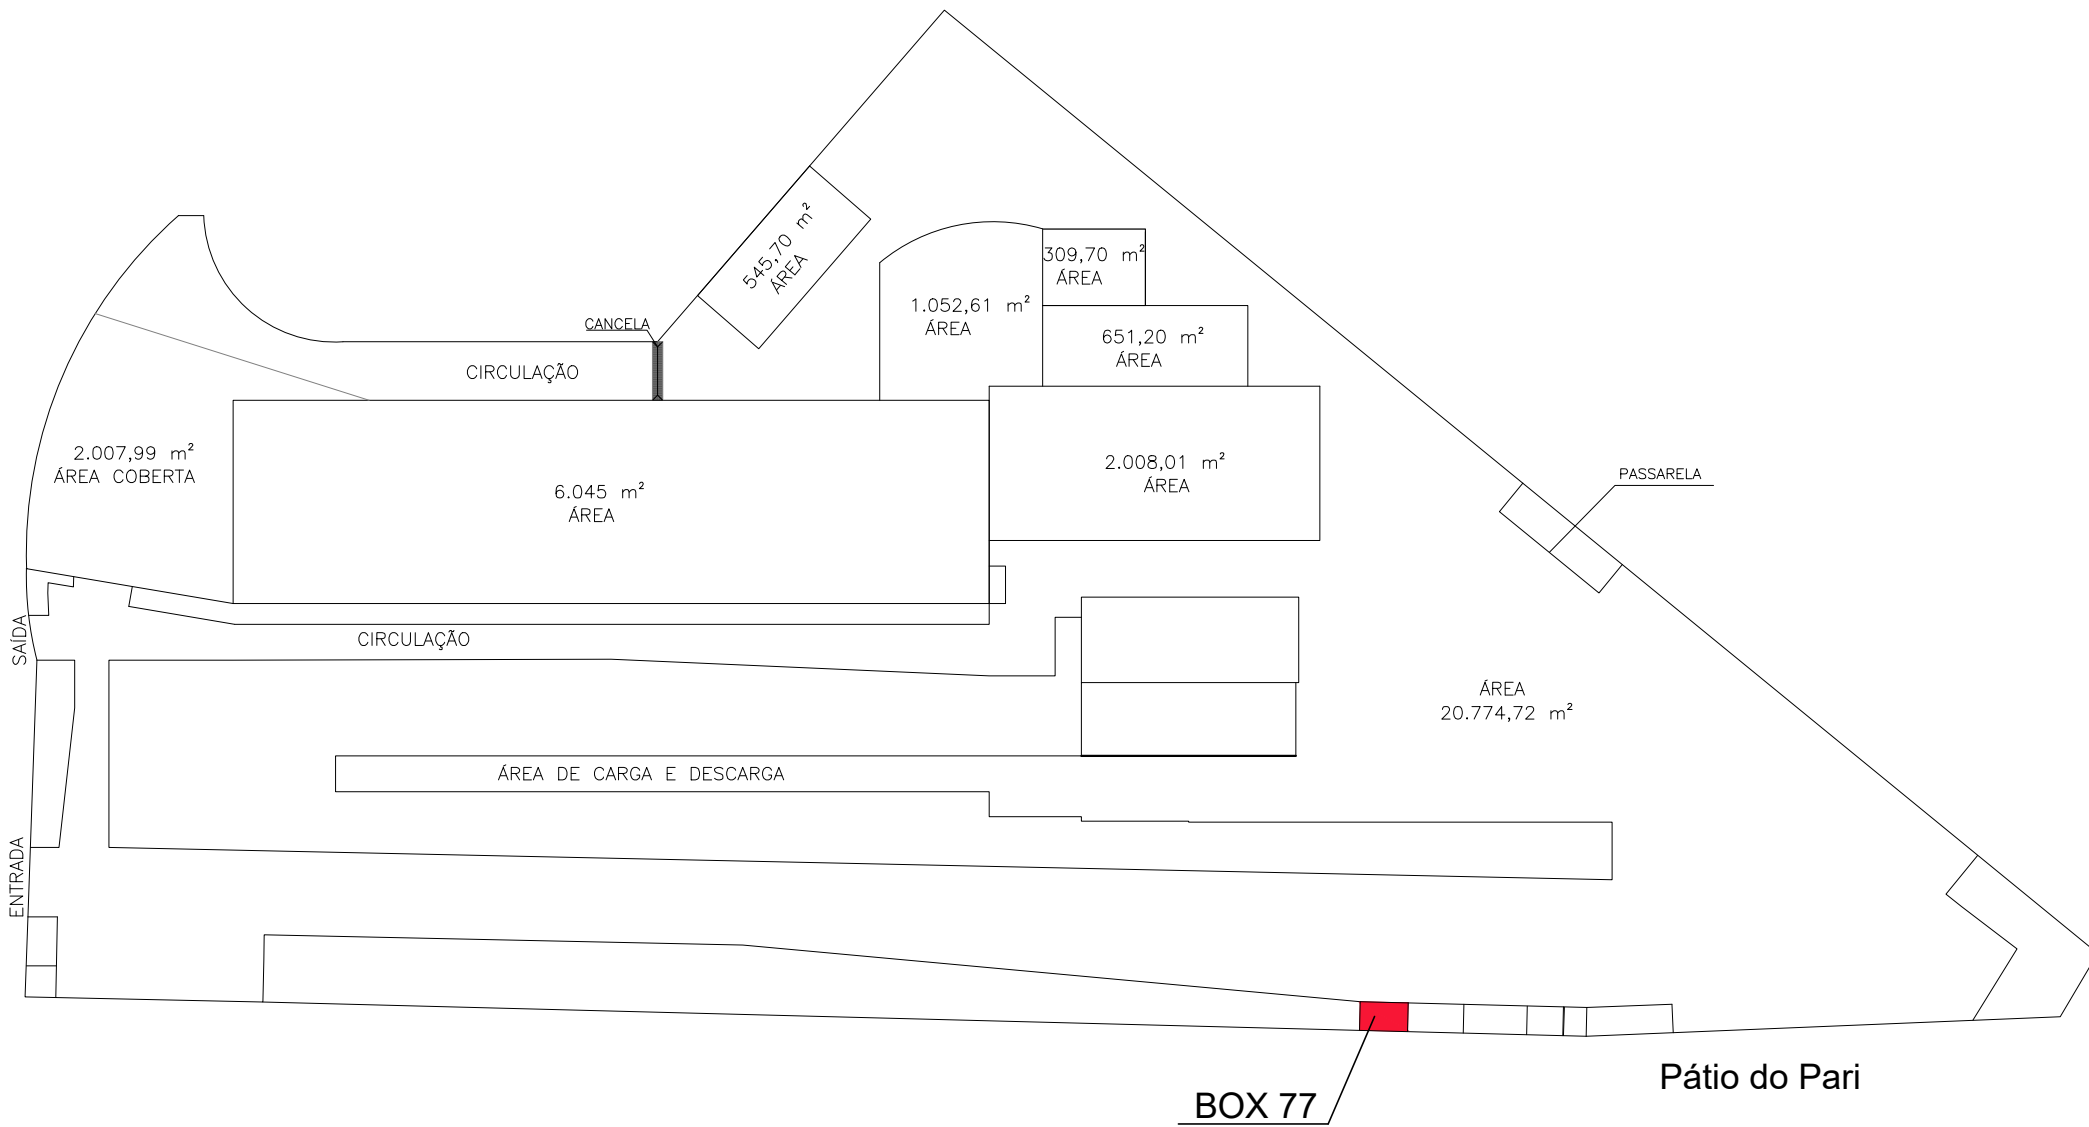 545,70 m²
ÁREA
309,70 m²
ÁREA
1.052,61 m²
ÁREA
CANCELA
651,20 m²
ÁREA
CIRCULAÇÃO
2.007,99 m²
ÁREA COBERTA
2.008,01 m²
ÁREA
PASSARELA
6.045 m²
ÁREA
SAÍDA
CIRCULAÇÃO
ÁREA
20.774,72 m²
ÁREA DE CARGA E DESCARGA
ENTRADA
Pátio do Pari
BOX 77